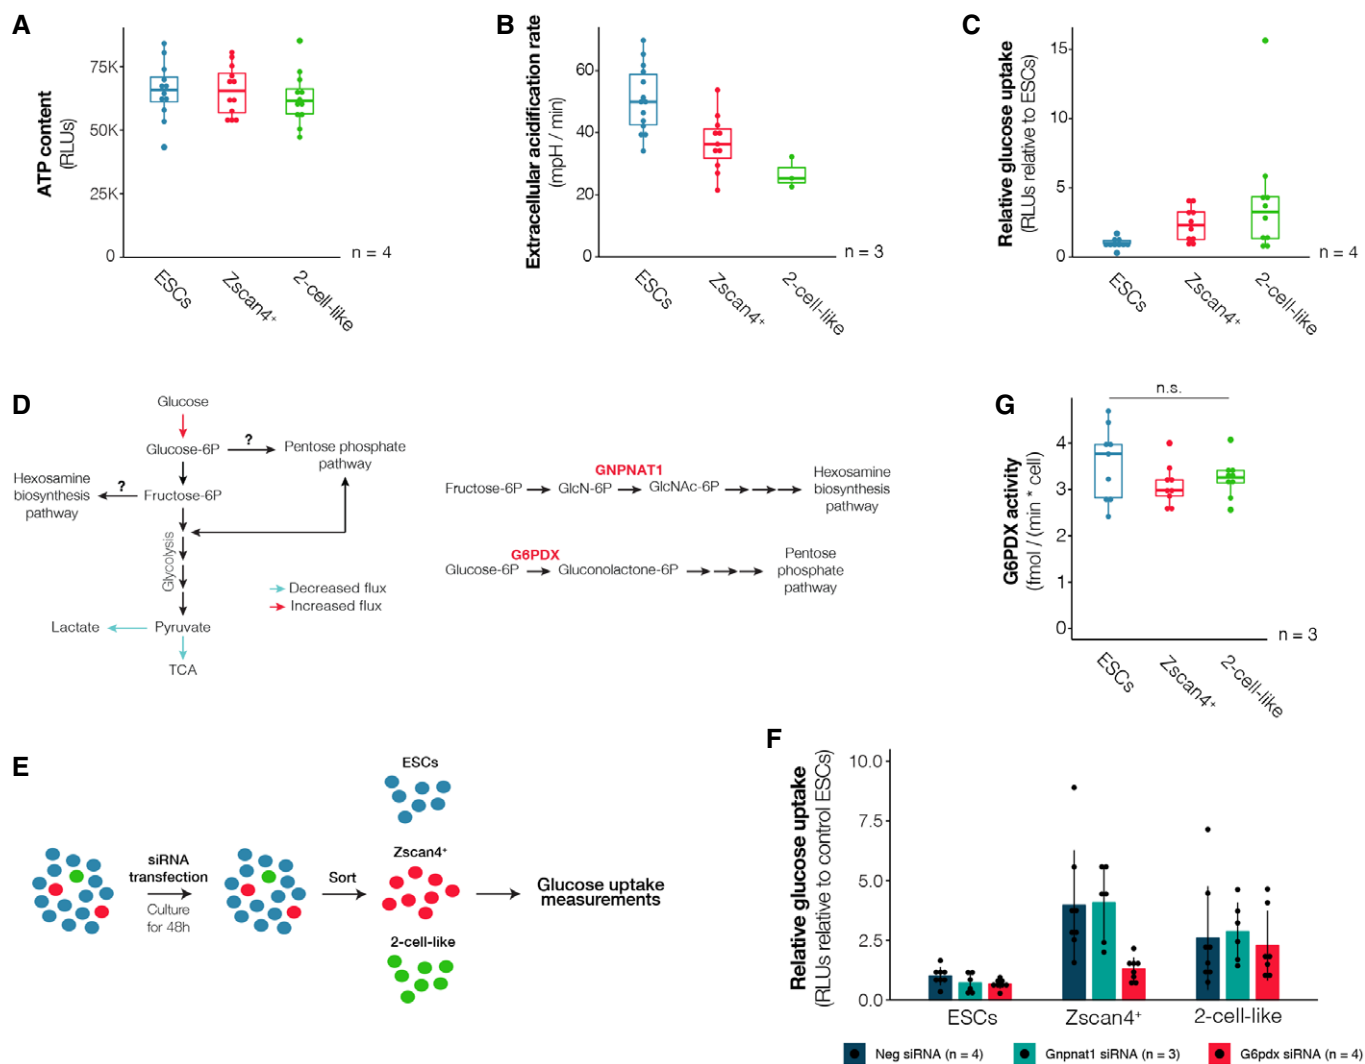 A
ATP content
(RLUs)
75K
50K
25K
0
n = 4
ESCs
Zscan4⁺
2-cell-like
B
Extracellular acidification rate
(mpH / min)
60
40
20
0
n = 3
ESCs
Zscan4⁺
2-cell-like
C
Relative glucose uptake
(RLUs relative to ESCs)
15
10
5
0
n = 4
ESCs
Zscan4⁺
2-cell-like
D
Glucose
Glucose-6P
?
Pentose phosphate
pathway
Hexosamine
biosynthesis
pathway
?
Fructose-6P
Glycolysis
Decreased flux
Increased flux
Lactate
Pyruvate
TCA
GNPNAT1
Fructose-6P
GlcN-6P
GlcNAc-6P
Hexosamine
biosynthesis
pathway
G6PDX
Glucose-6P
Gluconolactone-6P
Pentose
phosphate
pathway
G
n.s.
G6PDX activity
(fmol / (min * cell)
4
3
2
1
0
n = 3
ESCs
Zscan4⁺
2-cell-like
E
siRNA
transfection
Culture
for 48h
Sort
ESCs
Zscan4⁺
2-cell-like
Glucose uptake
measurements
F
Relative glucose uptake
(RLUs relative to control ESCs)
10.0
7.5
5.0
2.5
0.0
ESCs
Zscan4⁺
2-cell-like
Neg siRNA (n = 4)
Gnpnat1 siRNA (n = 3)
G6pdx siRNA (n = 4)